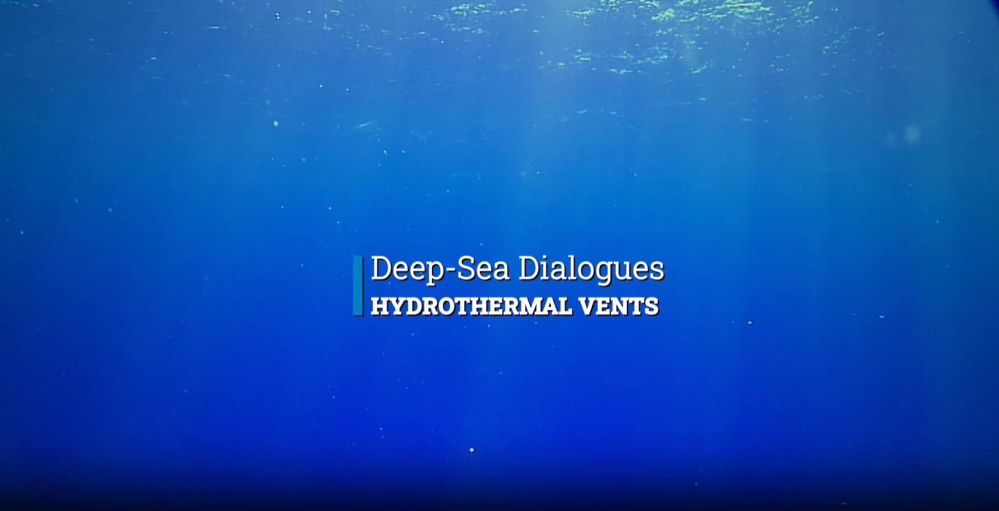 Deep-Sea Dialogues
HYDROTHERMAL VENTS